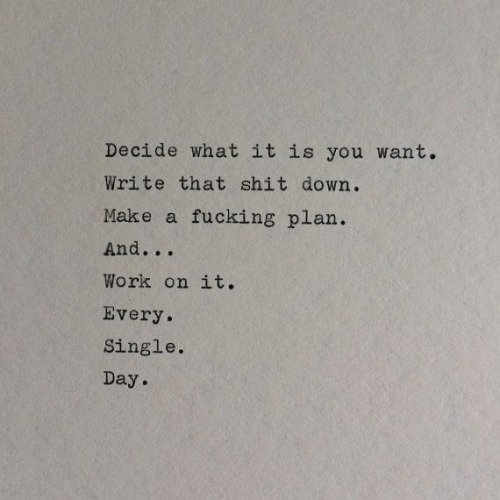 Decide what it is you want.
Write that shit down.
Make a fucking plan.
And...
Work on it.
Every.
Single.
Day.